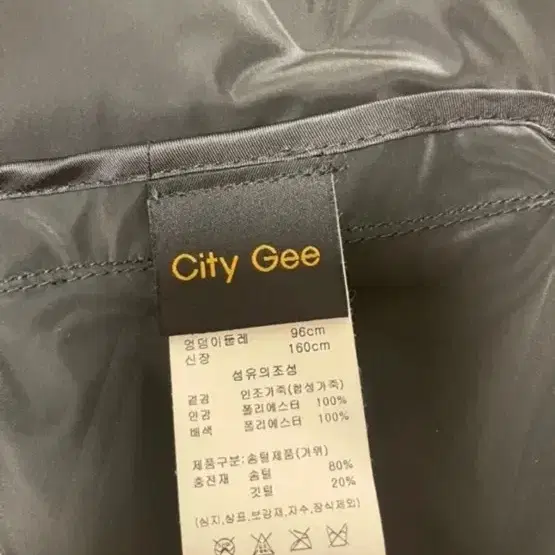 City Gee
엉덩이둘레 96cm
신장 160cm
섬유의조성
겉감 인조가죽(합성가죽)
안감 폴리에스터 100%
배색 폴리에스터 100%
제품구분:솜털제품(거위)
충전재 솜털 80%
깃털 20%
(심지,상표,보강재,자수,장식제외)